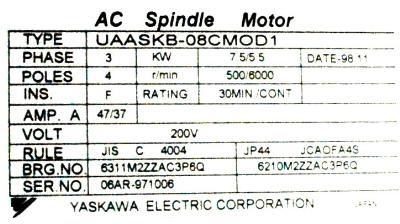 AC Spindle Motor
TYPE UAASKB-08CMOD1
PHASE 3 KW 7.5/5.5 DATE-98.11
POLES 4 r/min 500/6000
INS. F RATING 30MIN/CONT
AMP. A 47/37
VOLT 200V
RULE JIS C 4004 JP44 JCAOFA4S
BRG.NO. 6311M2ZZAC3P6Q 6210M2ZZAC3P6Q
SER.NO. 06AR-971006
YASKAWA ELECTRIC CORPORATION JAPAN